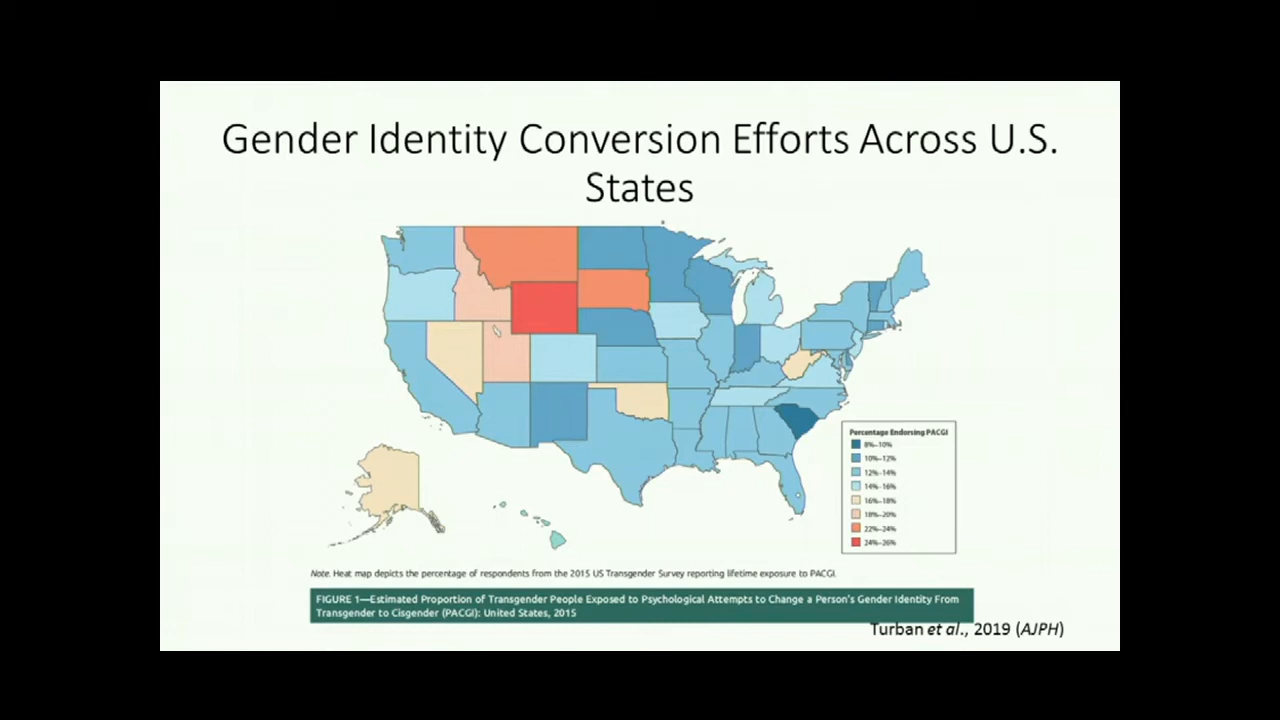 Gender Identity Conversion Efforts Across U.S.
States
Percentage Endorsing PACGI
8%–10%
10%–12%
12%–14%
14%–16%
16%–18%
18%–20%
22%–24%
24%–26%
Note. Heat map depicts the percentage of respondents from the 2015 US Transgender Survey reporting lifetime exposure to PACGI.
FIGURE 1—Estimated Proportion of Transgender People Exposed to Psychological Attempts to Change a Person's Gender Identity From
Transgender to Cisgender (PACGI): United States, 2015
Turban et al., 2019 (AJPH)